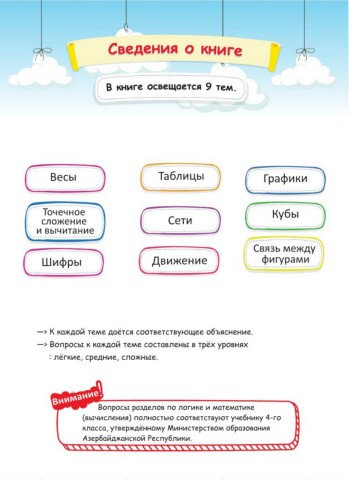 Сведения о книге
В книге освещается 9 тем.
Весы
Таблицы
Графики
Точечное
сложение
и вычитание
Сети
Кубы
Шифры
Движение
Связь между
фигурами
—> К каждой теме даётся соответствующее объяснение.
—> Вопросы к каждой теме составлены в трёх уровнях
: лёгкие, средние, сложные.
Внимание!
Вопросы разделов по логике и математике
(вычисления) полностью соответствуют учебнику 4-го
класса, утверждённому Министерством образования
Азербайджанской Республики.